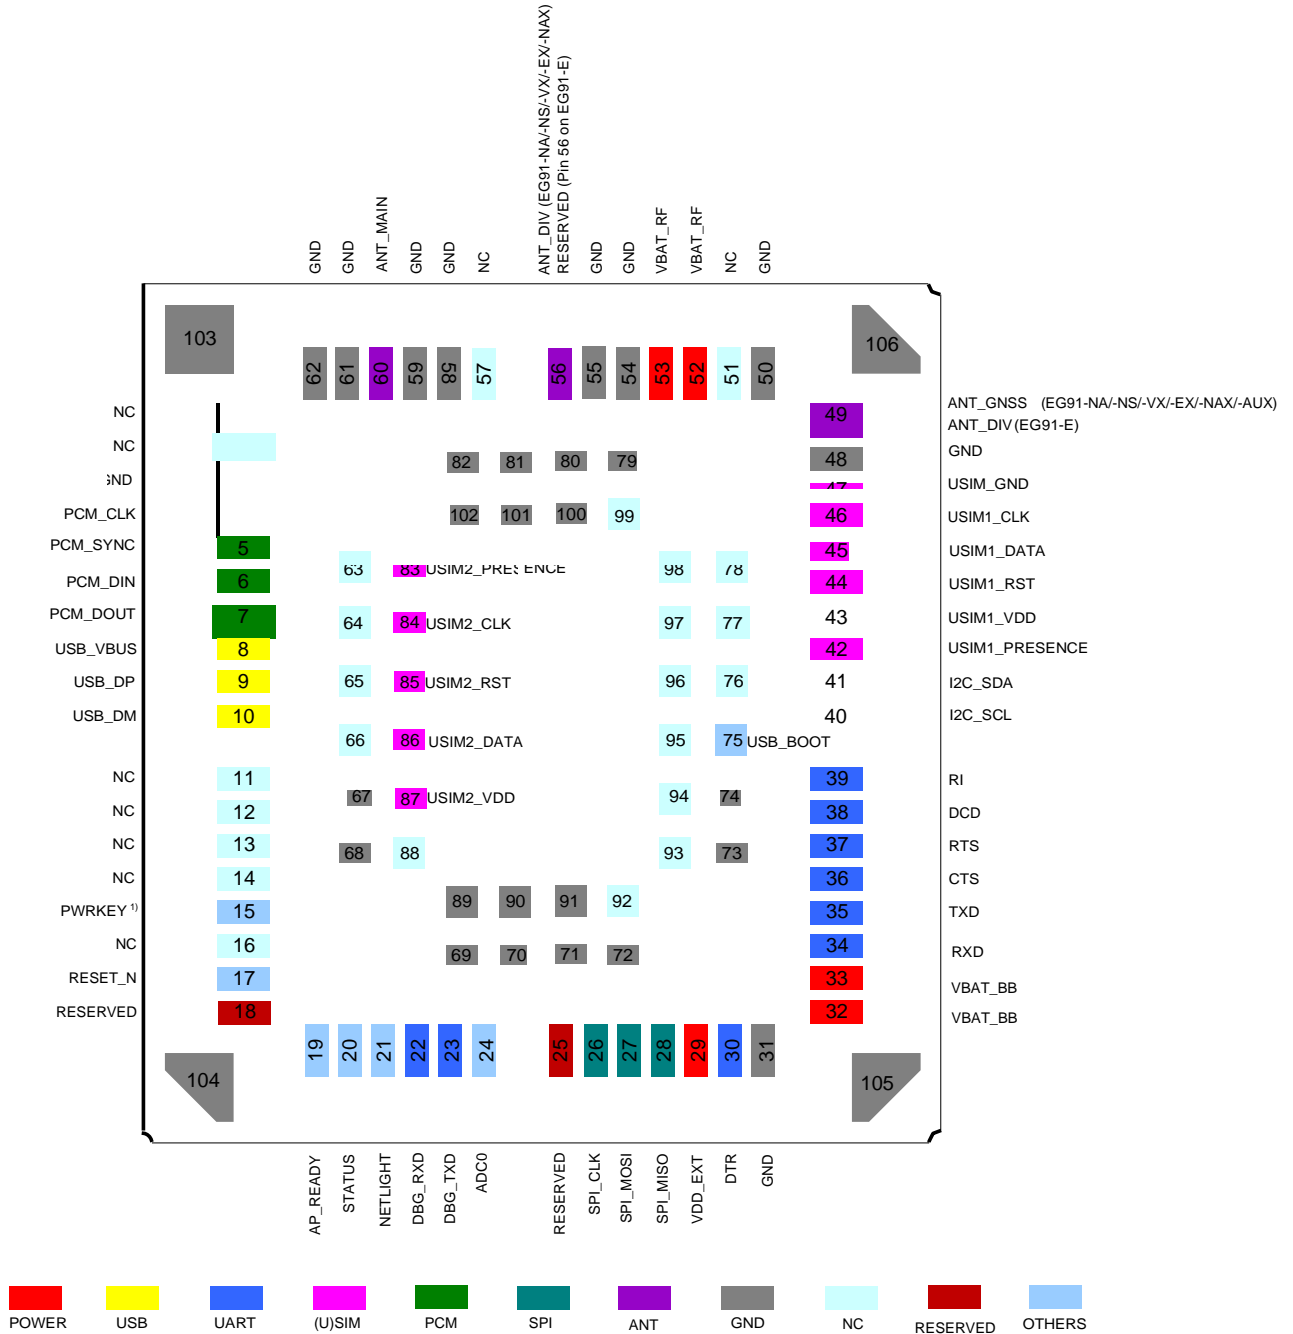 ANT_DIV (EG91-NA/-NS/-VX/-EX/-NAX)
RESERVED (Pin 56 on EG91-E)
GND
GND
ANT_MAIN
GND
GND
NC
GND
GND
VBAT_RF
VBAT_RF
NC
GND
103
62
61
60
59
58
57
56
55
54
53
52
51
50
106
NC
NC
GND
PCM_CLK
PCM_SYNC
5
PCM_DIN
6
PCM_DOUT
7
USB_VBUS
8
USB_DP
9
USB_DM
10
NC
11
NC
12
NC
13
NC
14
PWRKEY 1)
15
NC
16
RESET_N
17
RESERVED
18
82
81
80
79
102
101
100
99
63
83
USIM2_PRESENCE
98
78
64
84
USIM2_CLK
97
77
65
85
USIM2_RST
96
76
66
86
USIM2_DATA
95
75
USB_BOOT
67
87
USIM2_VDD
94
74
68
88
93
73
89
90
91
92
69
70
71
72
49
ANT_GNSS (EG91-NA/-NS/-VX/-EX/-NAX/-AUX)
ANT_DIV (EG91-E)
48
GND
47
USIM_GND
46
USIM1_CLK
45
USIM1_DATA
44
USIM1_RST
43
USIM1_VDD
42
USIM1_PRESENCE
41
I2C_SDA
40
I2C_SCL
39
RI
38
DCD
37
RTS
36
CTS
35
TXD
34
RXD
33
VBAT_BB
32
VBAT_BB
104
19
20
21
22
23
24
25
26
27
28
29
30
31
105
AP_READY
STATUS
NETLIGHT
DBG_RXD
DBG_TXD
ADC0
RESERVED
SPI_CLK
SPI_MOSI
SPI_MISO
VDD_EXT
DTR
GND
POWER
USB
UART
(U)SIM
PCM
SPI
ANT
GND
NC
RESERVED
OTHERS